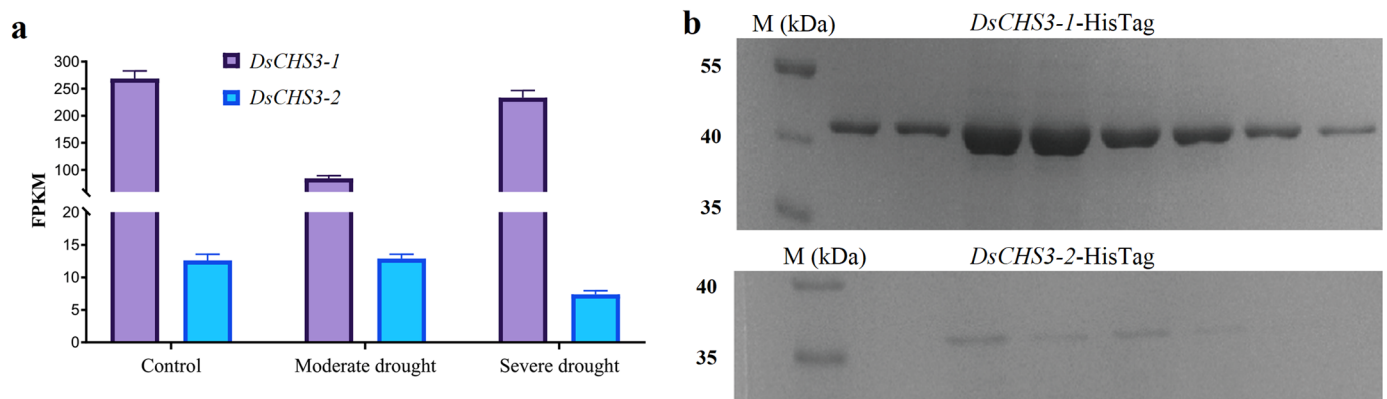 a
DsCHS3-1
DsCHS3-2
FPKM
300
250
200
150
100
20
15
10
5
0
Control Moderate drought Severe drought
b
M (kDa) DsCHS3-1-HisTag
55
40
35
M (kDa) DsCHS3-2-HisTag
40
35